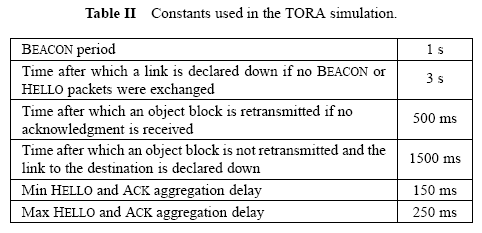 Table II Constants used in the TORA simulation.
BEACON period
1 s
Time after which a link is declared down if no BEACON or
HELLO packets were exchanged
3 s
Time after which an object block is retransmitted if no
acknowledgment is received
500 ms
Time after which an object block is not retransmitted and the
link to the destination is declared down
1500 ms
Min HELLO and ACK aggregation delay
150 ms
Max HELLO and ACK aggregation delay
250 ms